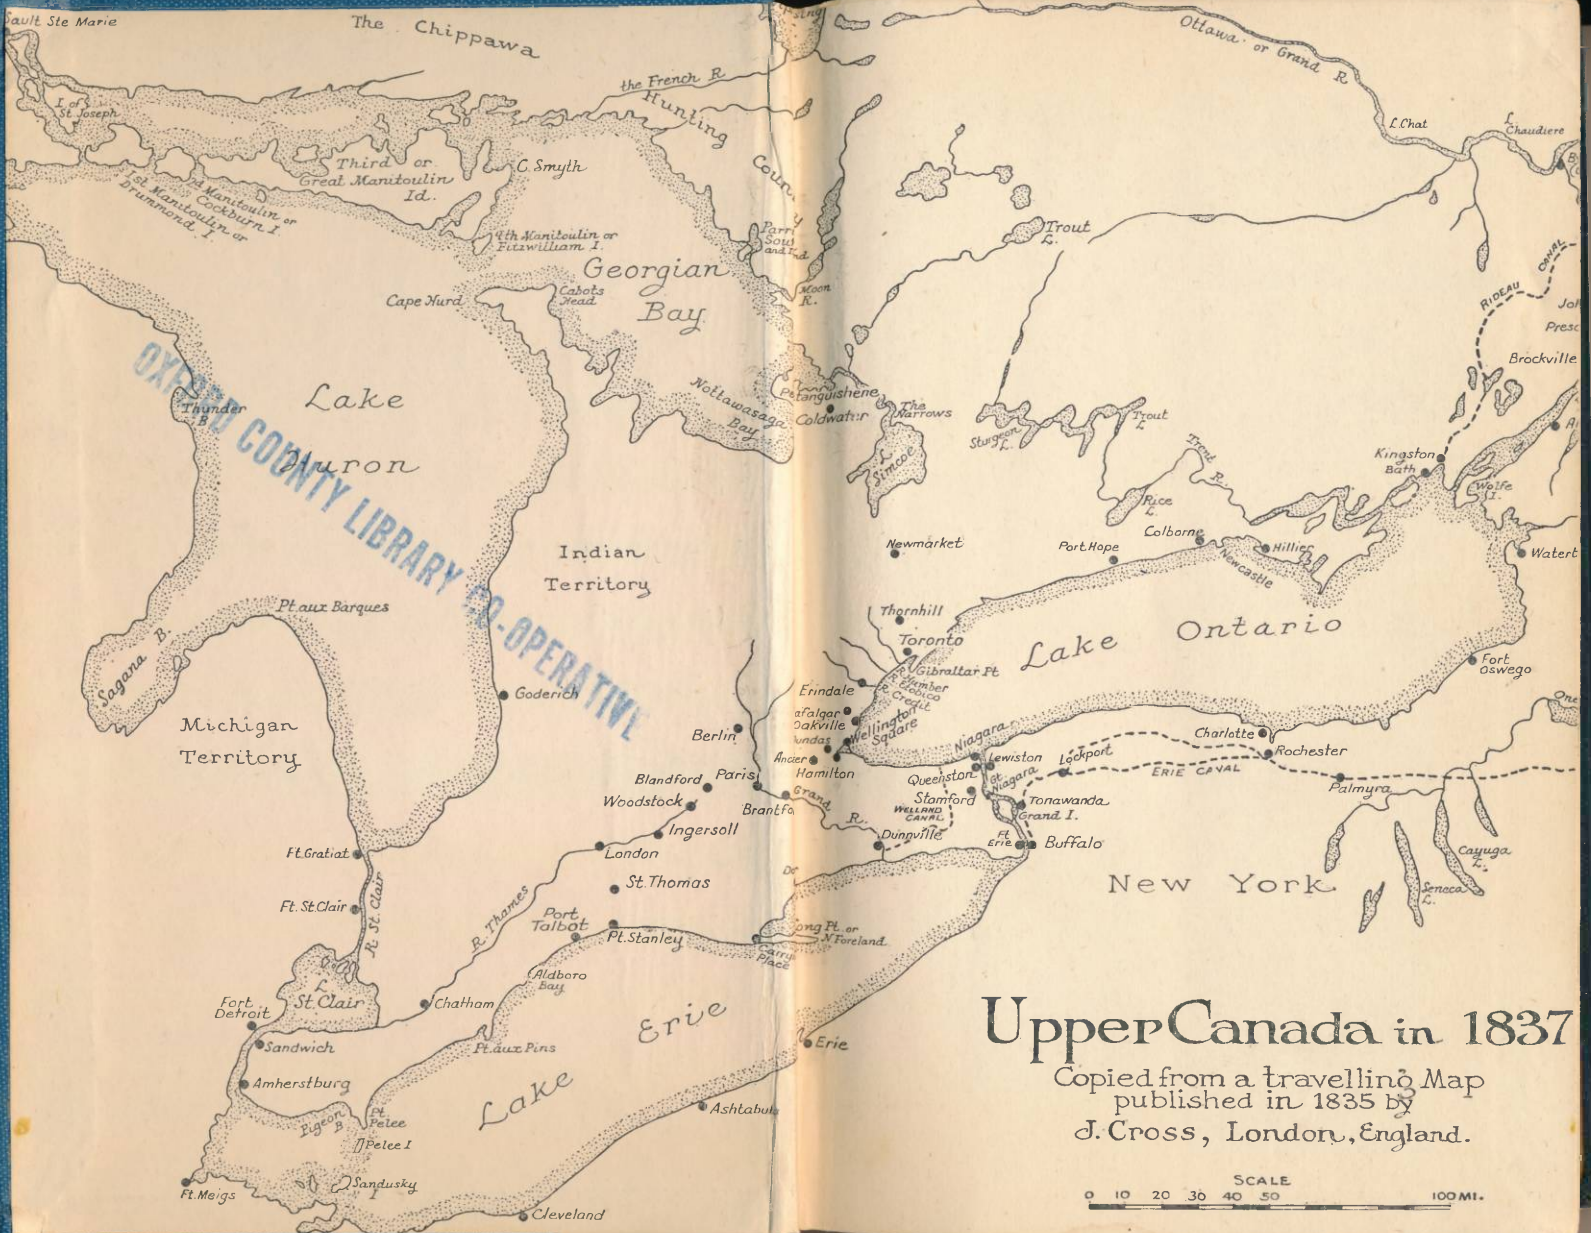 Sault Ste Marie
The Chippawa
Hunting
the French R.
Ottawa or Grand R
L.Chat
L.
Chaudiere
I. of
St. Joseph
Third or
Great Manitoulin
Id.
C. Smyth
1st Manitoulin or
Drummond I.
Manitoulin or
Cockburn I.
4th Manitoulin or
Fitzwilliam I.
Georgian
Bay
Cape Hurd
Cabots
Head
Moon
R.
Trout
L.
RIDEAU
CANAL
Brockville
Lake
Huron
Thunder
B
Nottawasaga
Bay
Coldwater
The
Narrows
L
Simcoe
Sturgeon
L.
Trout
L
Trent
R.
Rice
L.
Kingston
Bath
Wolfe
I.
OXFORD COUNTY LIBRARY CO-OPERATIVE
Indian
Territory
Newmarket
Port Hope
Colborne
Hillier
Newcastle
Watert
Pt. aux Barques
Sagana B.
Thornhill
Toronto
Gibraltar Pt
R. Humber
R. Etobico
R. Credit
Lake Ontario
Fort
Oswego
Michigan
Territory
Goderich
Erindale
afalgar
Oakville
Wellington
Square
undas
Ancser
Hamilton
Berlin
Blandford
Paris
Woodstock
Brantfo
Grand
R.
Ingersoll
London
St. Thomas
Niagara
Lewiston
Queenston
Gt
Niagara
Stamford
WELLAND
CANAL
Lockport
ERIE CANAL
Charlotte
Rochester
Palmyra
Tonawanda
Grand I.
Dunnville
Ft
Erie
Buffalo
Cayuga
L.
Seneca
L.
New York
Ft. Gratiat
Ft. St. Clair
R St. Clair
R. Thames
Port
Talbot
Pt. Stanley
ong Pt. or
N Foreland
Camp
Place
Aldboro
Bay
L
St. Clair
Fort
Detroit
Chatham
Sandwich
Amherstburg
Pt. aux Pins
Lake Erie
Erie
Ashtabula
Pigeon
B.
Pt
Pelee
Pelee I
Sandusky
I
Ft. Meigs
Cleveland
Upper Canada in 1837
Copied from a travelling Map
published in 1835 by
J. Cross, London, England.
SCALE
0 10 20 30 40 50 100 MI.